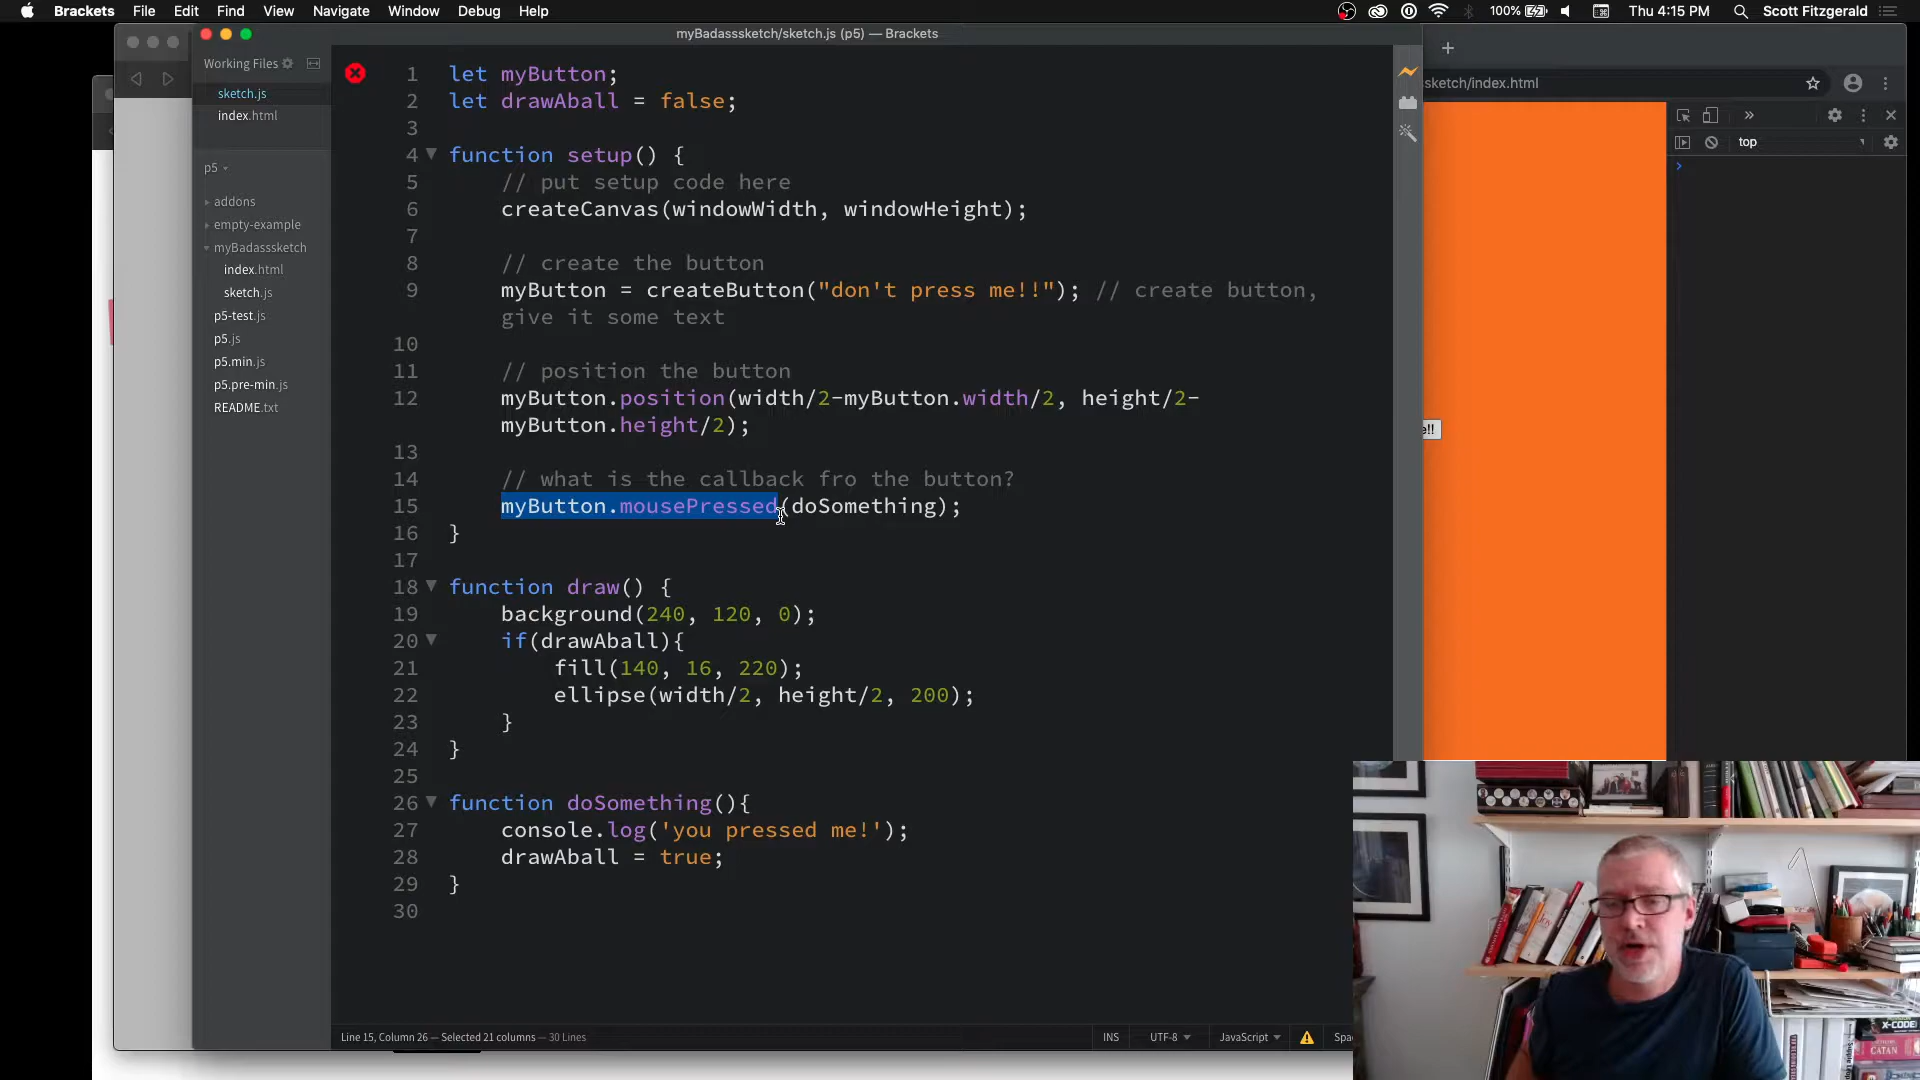 Brackets File Edit Find View Navigate Window Debug Help
100% Thu 4:15 PM Scott Fitzgerald
myBadasssketch/sketch.js (p5) — Brackets
Working Files
sketch.js
index.html
p5
addons
empty-example
myBadasssketch
index.html
sketch.js
p5-test.js
p5.js
p5.min.js
p5.pre-min.js
README.txt
1 let myButton;
2 let drawAball = false;
3
4 function setup() {
5 // put setup code here
6 createCanvas(windowWidth, windowHeight);
7
8 // create the button
9 myButton = createButton("don't press me!!"); // create button,
give it some text
10
11 // position the button
12 myButton.position(width/2-myButton.width/2, height/2-
myButton.height/2);
13
14 // what is the callback fro the button?
15 myButton.mousePressed(doSomething);
16 }
17
18 function draw() {
19 background(240, 120, 0);
20 if(drawAball){
21 fill(140, 16, 220);
22 ellipse(width/2, height/2, 200);
23 }
24 }
25
26 function doSomething(){
27 console.log('you pressed me!');
28 drawAball = true;
29 }
30
Line 15, Column 26 — Selected 21 columns — 30 Lines
INS UTF-8 JavaScript Spac
sketch/index.html
top
e!!
X-CODE
CATAN